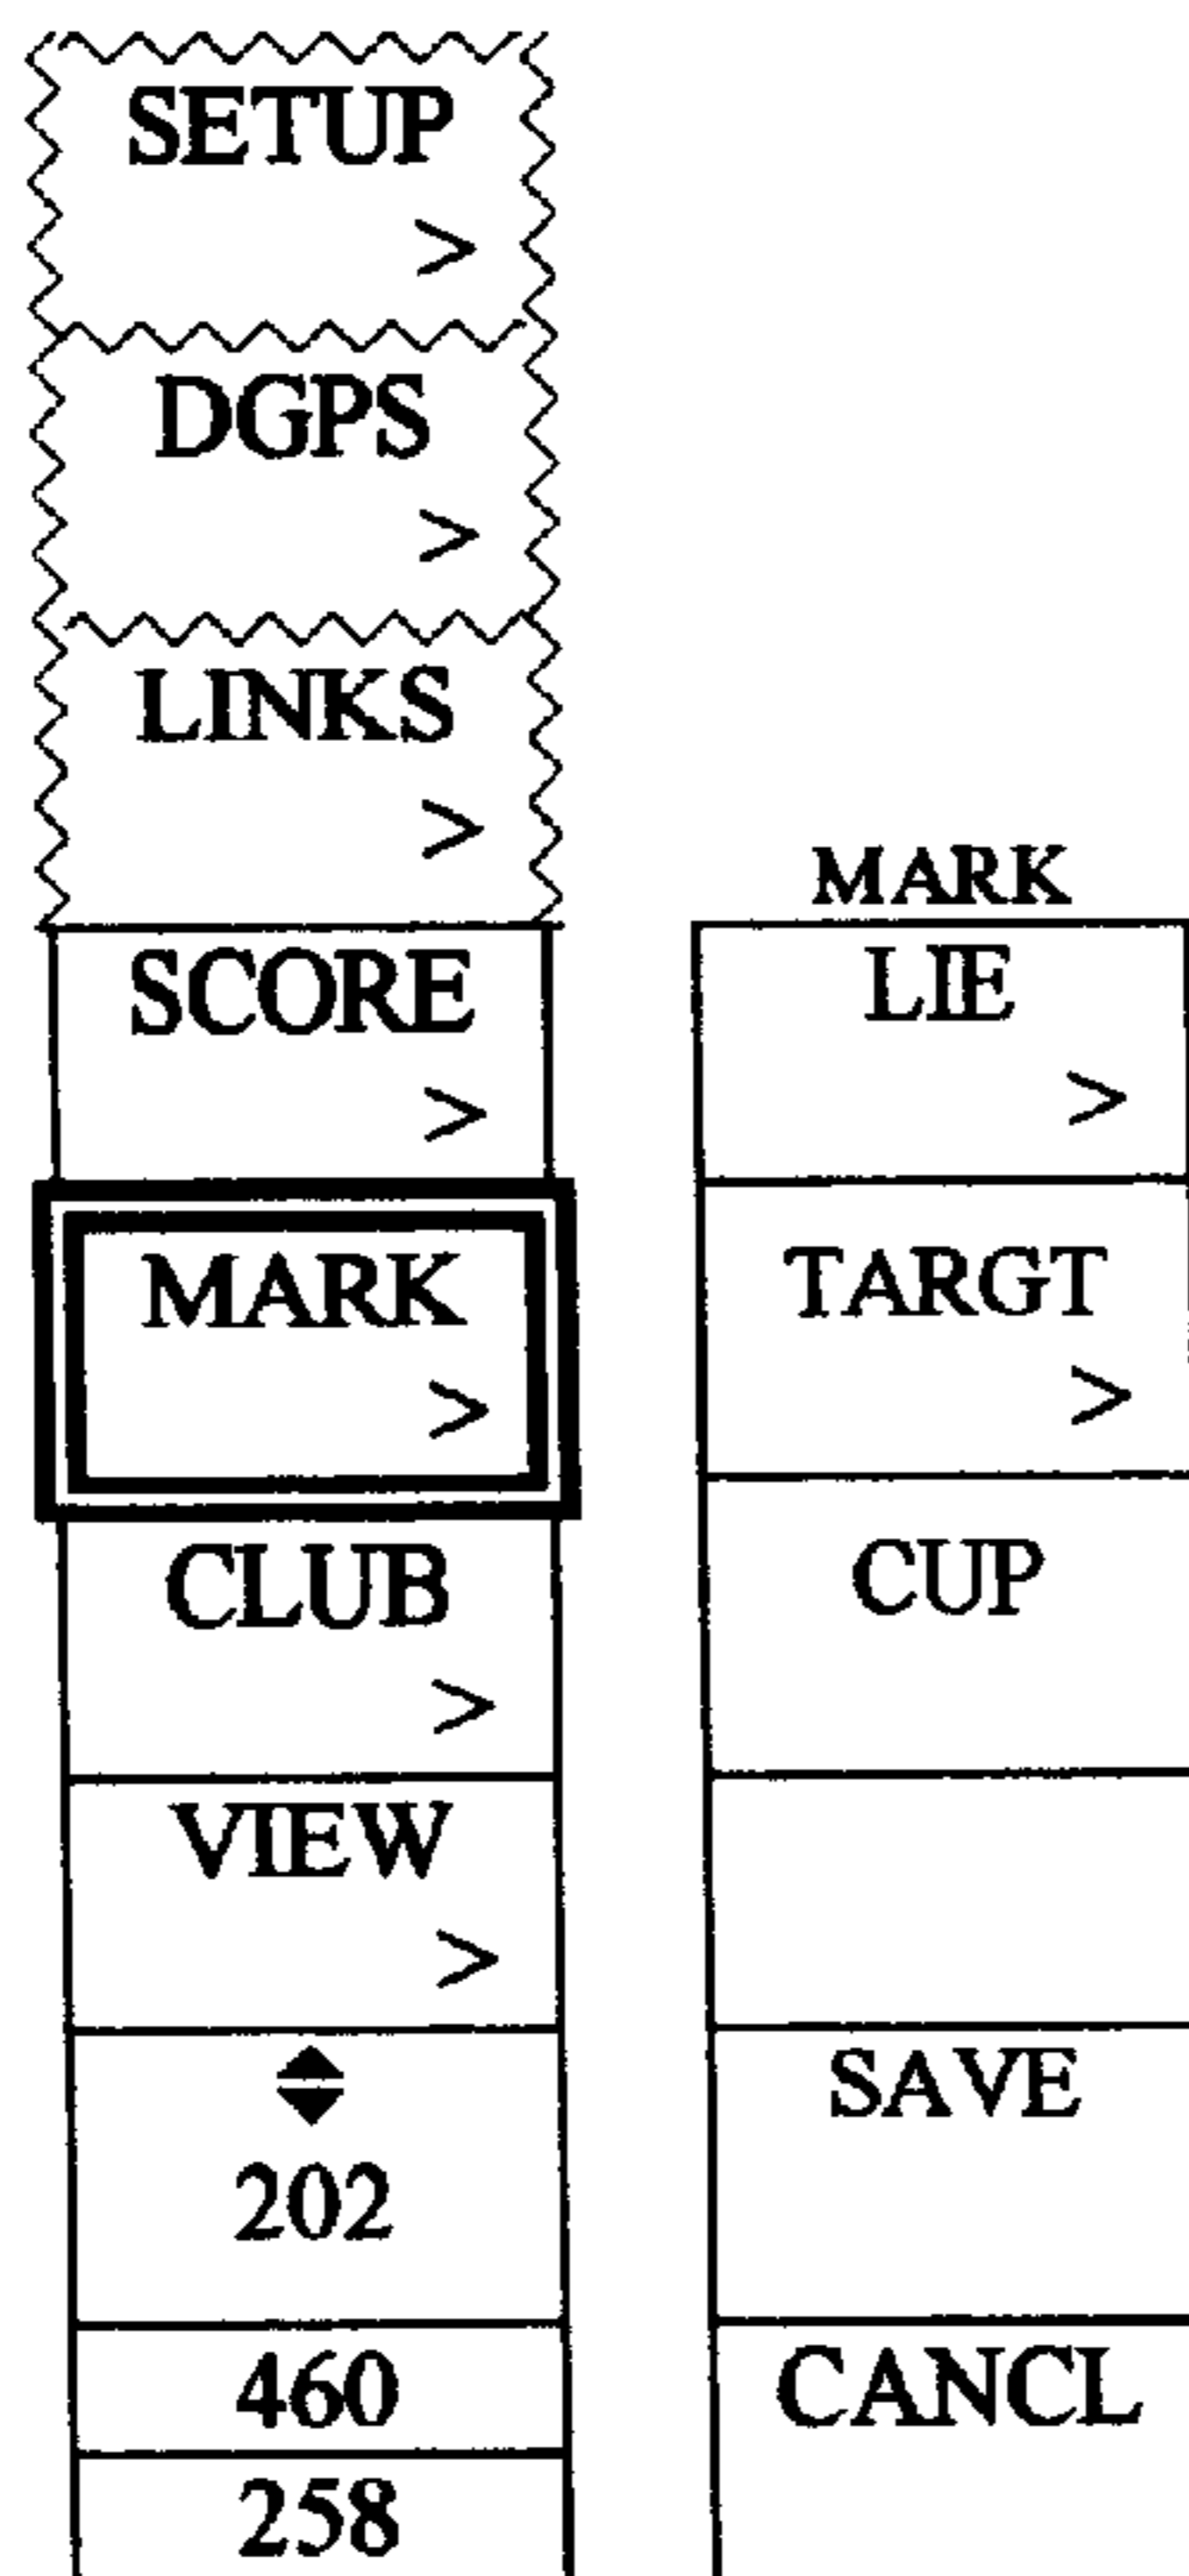 SETUP
>
DGPS
>
LINKS
>
SCORE
>
MARK
>
CLUB
>
VIEW
>
202
460
258
MARK
LIE
>
TARGT
>
CUP
SAVE
CANCL